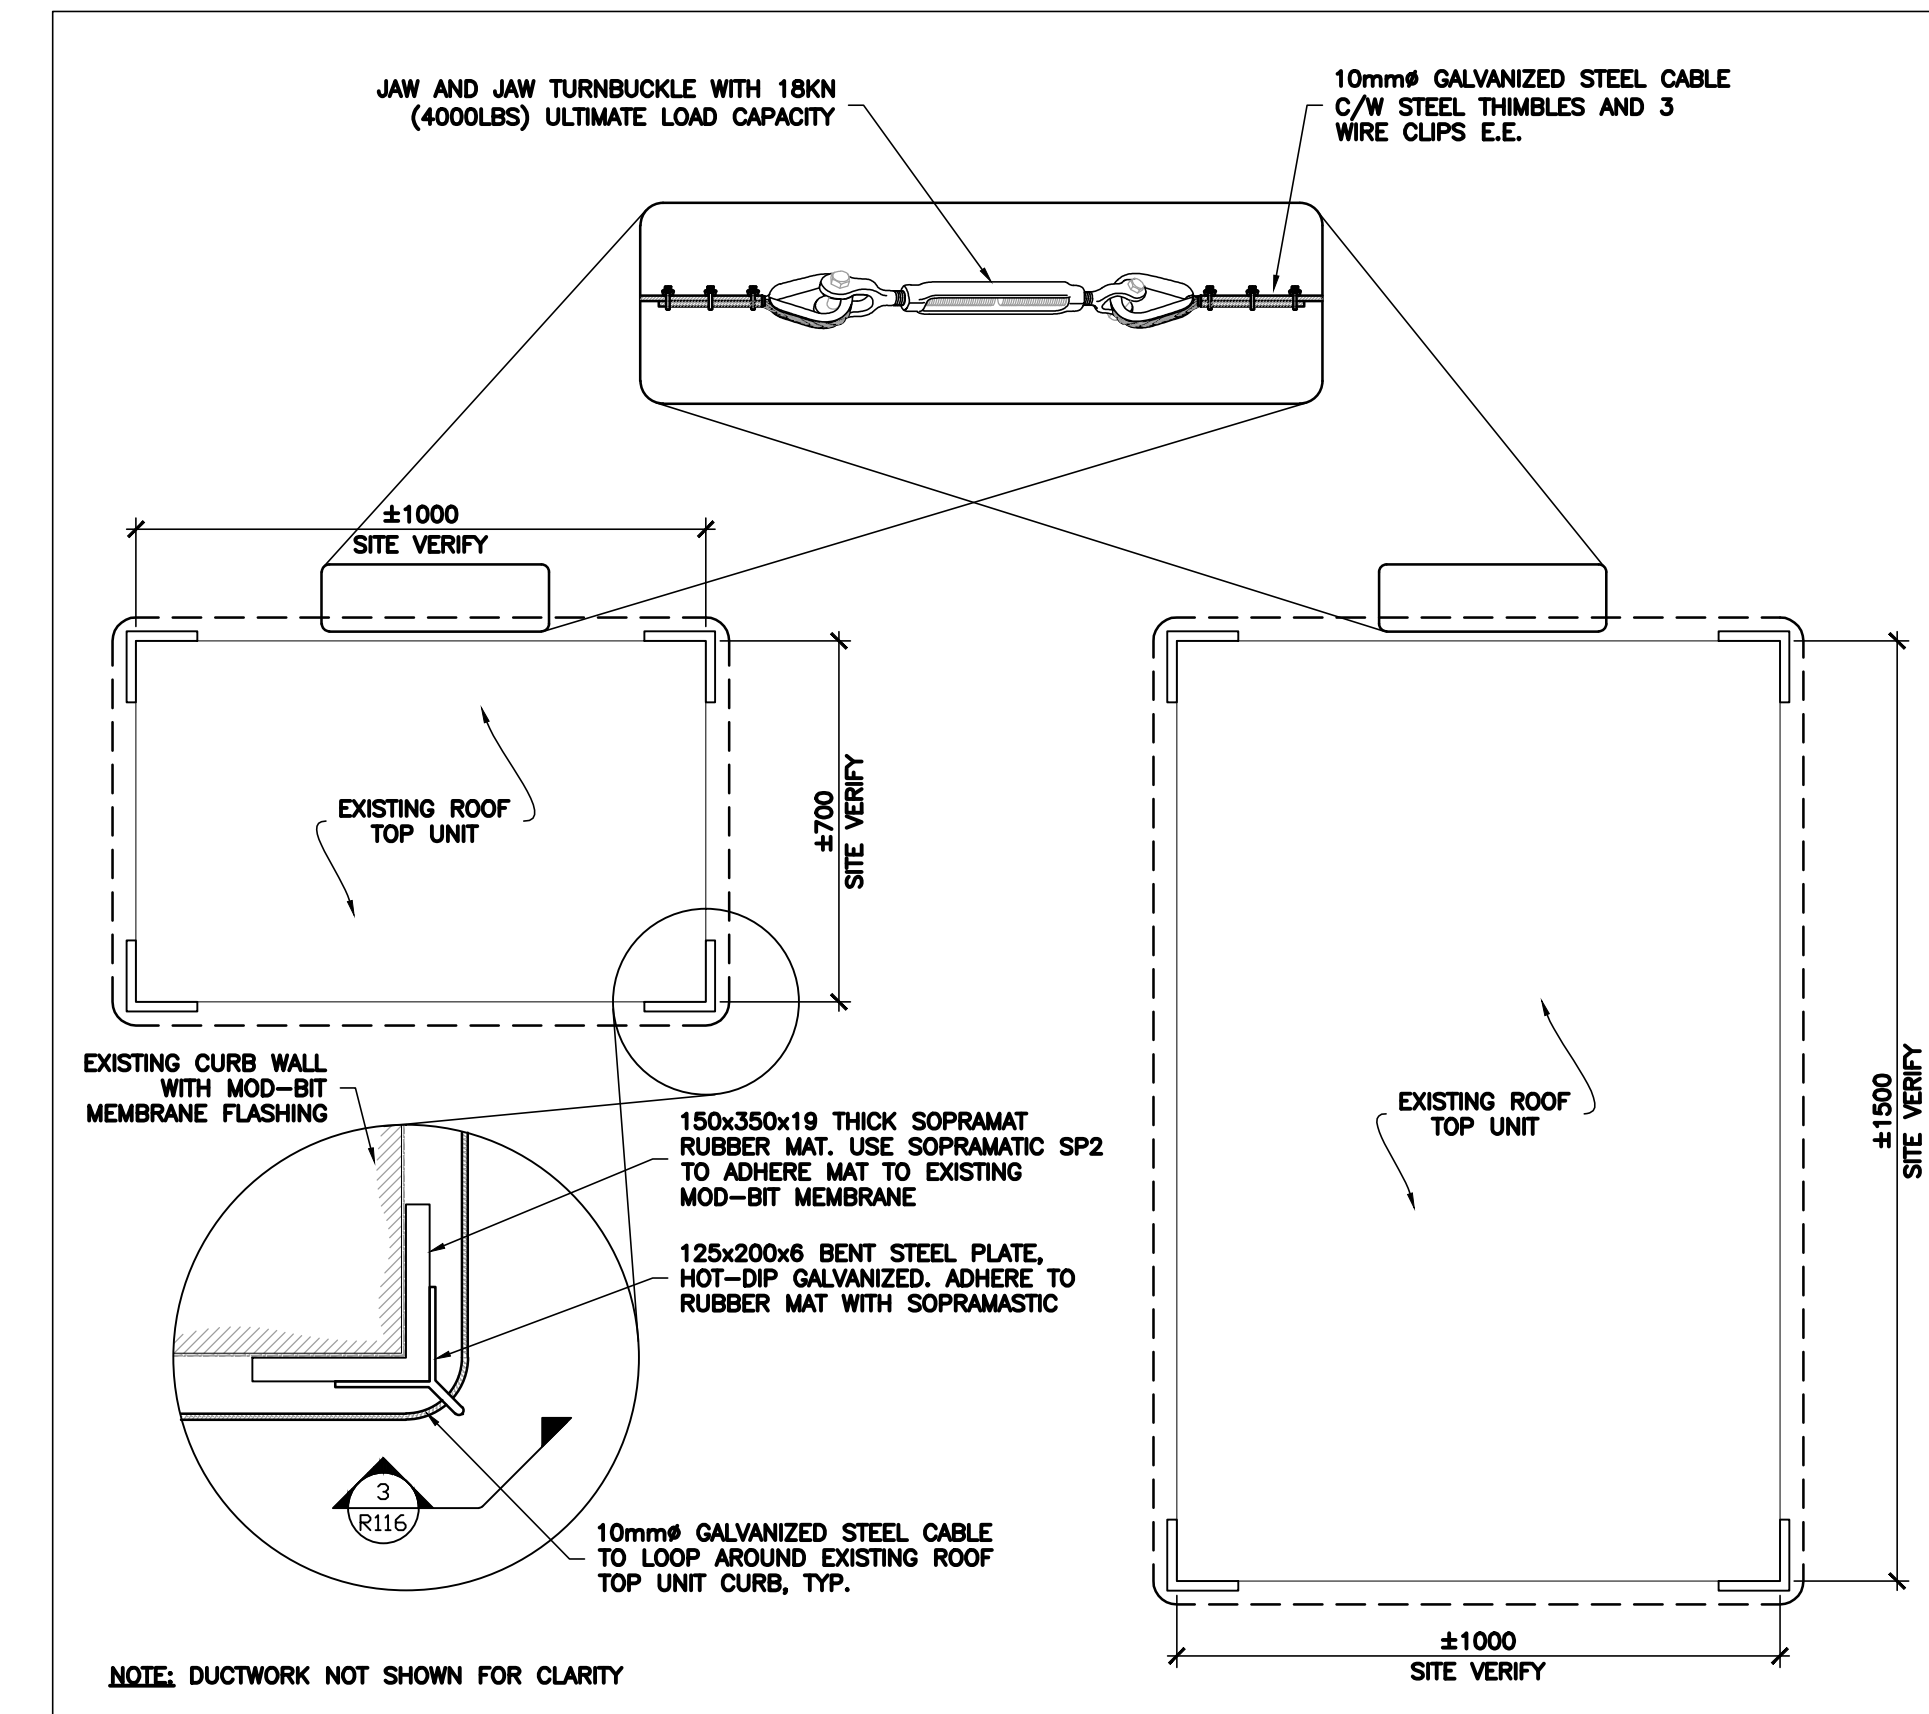 JAW AND JAW TURNBUCKLE WITH 18KN
(4000LBS) ULTIMATE LOAD CAPACITY
10mmø GALVANIZED STEEL CABLE
C/W STEEL THIMBLES AND 3
WIRE CLIPS E.E.
±1000
SITE VERIFY
EXISTING ROOF
TOP UNIT
±700
SITE VERIFY
EXISTING CURB WALL
WITH MOD-BIT
MEMBRANE FLASHING
150x350x19 THICK SOPRAMAT
RUBBER MAT. USE SOPRAMATIC SP2
TO ADHERE MAT TO EXISTING
MOD-BIT MEMBRANE
125x200x6 BENT STEEL PLATE,
HOT-DIP GALVANIZED. ADHERE TO
RUBBER MAT WITH SOPRAMASTIC
3
R116
10mmø GALVANIZED STEEL CABLE
TO LOOP AROUND EXISTING ROOF
TOP UNIT CURB, TYP.
EXISTING ROOF
TOP UNIT
±1500
SITE VERIFY
±1000
SITE VERIFY
NOTE: DUCTWORK NOT SHOWN FOR CLARITY